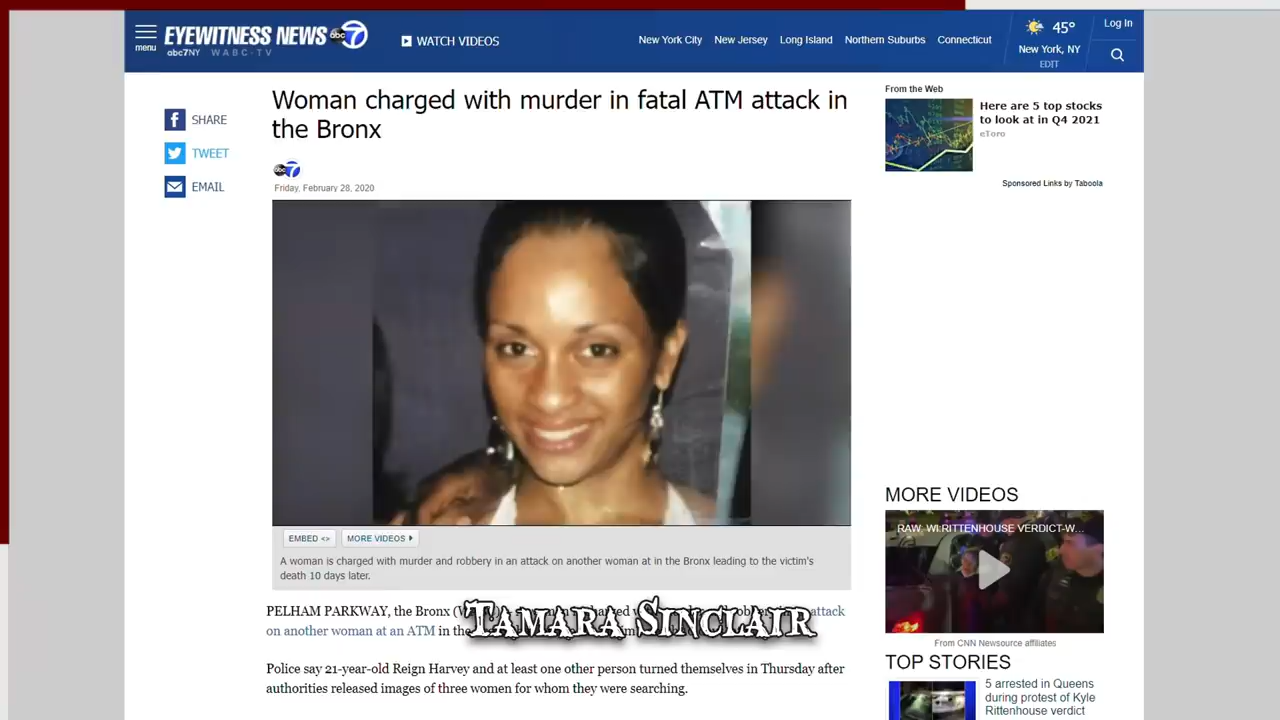 menu
EYEWITNESS NEWS abc 7
abc7NY WABC-TV
WATCH VIDEOS
New York City New Jersey Long Island Northern Suburbs Connecticut
45°
New York, NY
EDIT
Log In
Woman charged with murder in fatal ATM attack in
the Bronx
SHARE
TWEET
EMAIL
abc 7
Friday, February 28, 2020
EMBED <> MORE VIDEOS
A woman is charged with murder and robbery in an attack on another woman at in the Bronx leading to the victim's
death 10 days later.
PELHAM PARKWAY, the Bronx attack
on another woman at an ATM in the
Tamara Sinclair
Police say 21-year-old Reign Harvey and at least one other person turned themselves in Thursday after
authorities released images of three women for whom they were searching.
From the Web
Here are 5 top stocks
to look at in Q4 2021
eToro
Sponsored Links by Taboola
MORE VIDEOS
RAW: WI:RITTENHOUSE VERDICT-W...
From CNN Newsource affiliates
TOP STORIES
5 arrested in Queens
during protest of Kyle
Rittenhouse verdict